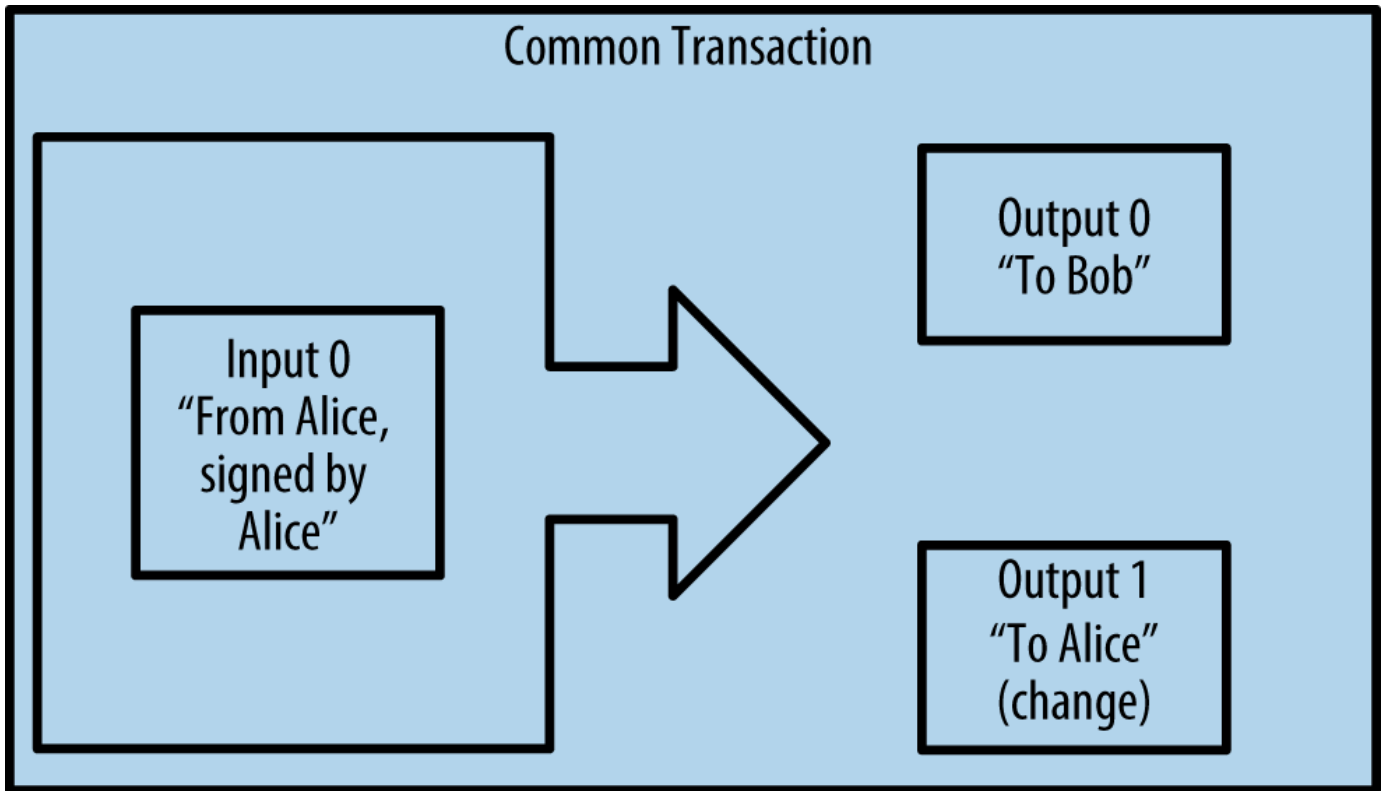 Common Transaction
Input 0
“From Alice,
signed by
Alice”
Output 0
“To Bob”
Output 1
“To Alice”
(change)